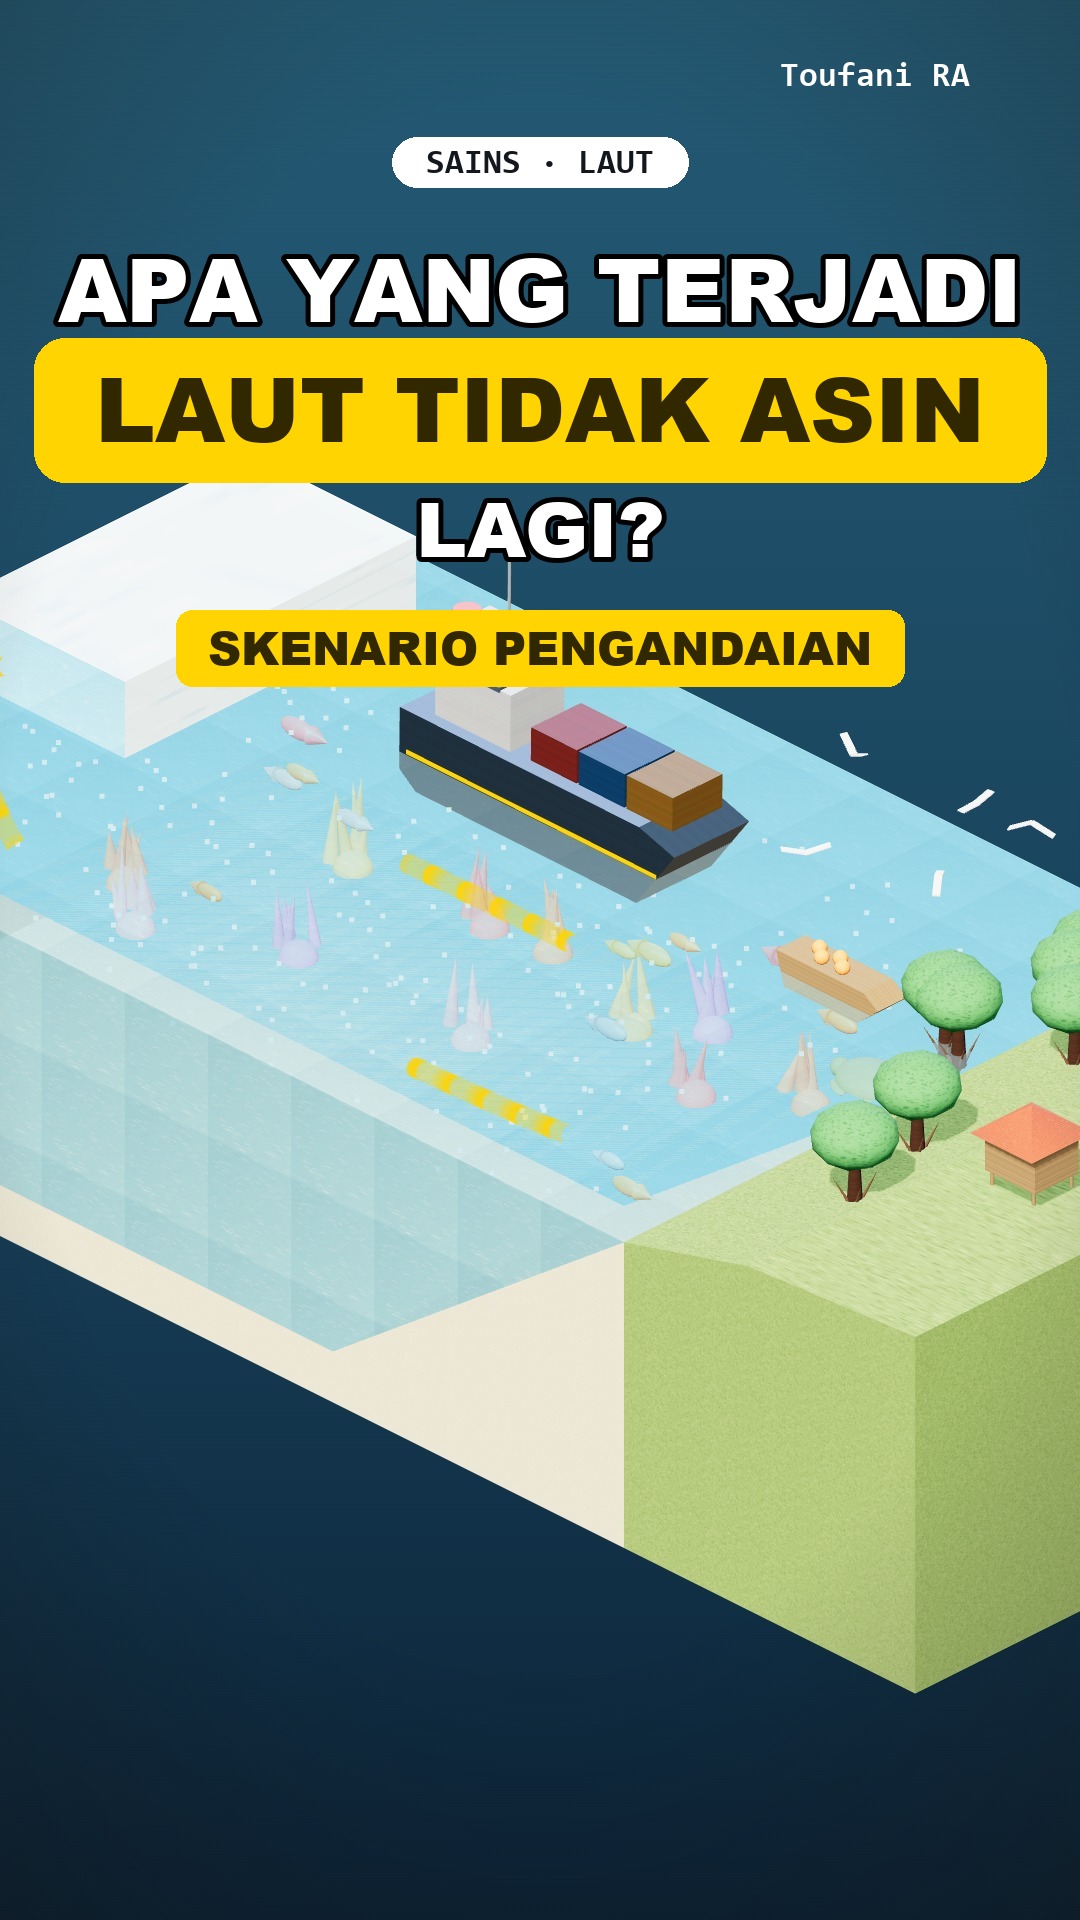 Toufani RA
SAINS · LAUT
APA YANG TERJADI
LAUT TIDAK ASIN
LAGI?
SKENARIO PENGANDAIAN